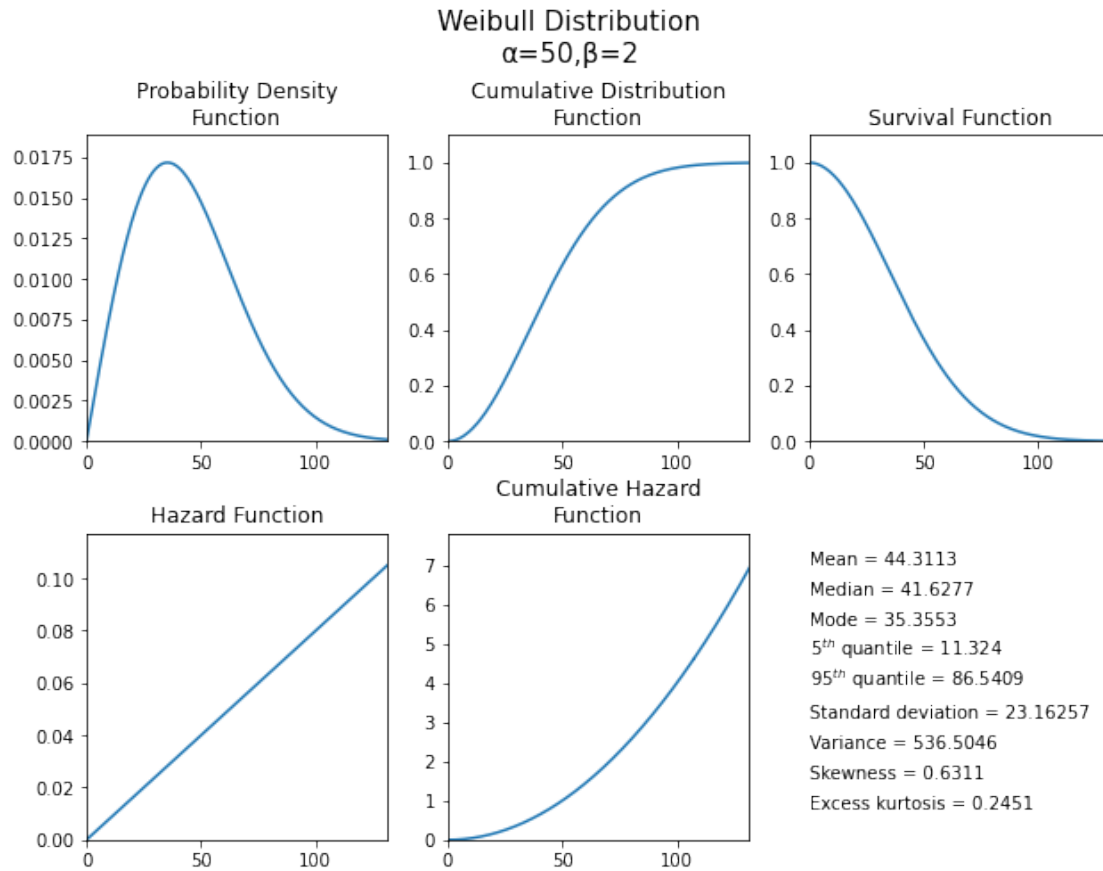 Weibull Distribution
α=50,β=2
Probability Density
Function
0.0175
0.0150
0.0125
0.0100
0.0075
0.0050
0.0025
0.0000
0
50
100
Cumulative Distribution
Function
1.0
0.8
0.6
0.4
0.2
0.0
0
50
100
Survival Function
1.0
0.8
0.6
0.4
0.2
0.0
0
50
100
Hazard Function
0.10
0.08
0.06
0.04
0.02
0.00
0
50
100
Cumulative Hazard
Function
7
6
5
4
3
2
1
0
0
50
100
Mean = 44.3113
Median = 41.6277
Mode = 35.3553
5th quantile = 11.324
95th quantile = 86.5409
Standard deviation = 23.16257
Variance = 536.5046
Skewness = 0.6311
Excess kurtosis = 0.2451